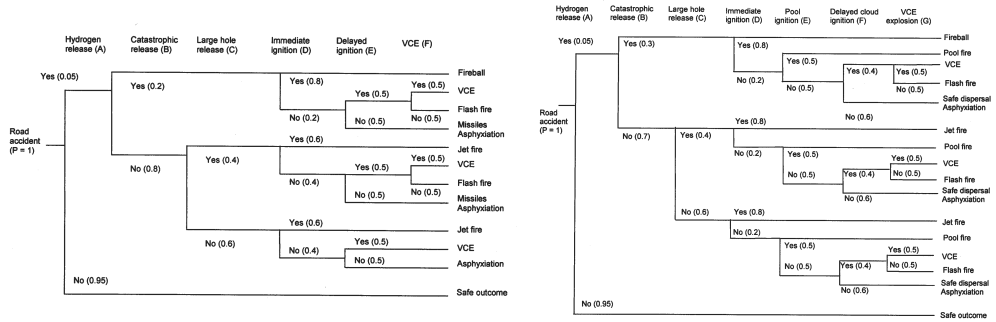 Hydrogen release (A)
Catastrophic release (B)
Large hole release (C)
Immediate ignition (D)
Delayed ignition (E)
VCE (F)
Yes (0.05)
Yes (0.2)
Yes (0.8)
Fireball
Yes (0.5)
Yes (0.5)
VCE
No (0.2)
No (0.5)
No (0.5)
Flash fire
Missiles
Asphyxiation
Road
accident
(P = 1)
No (0.8)
Yes (0.4)
Yes (0.6)
Jet fire
Yes (0.5)
Yes (0.5)
VCE
No (0.4)
No (0.5)
No (0.5)
Flash fire
Missiles
Asphyxiation
No (0.6)
Yes (0.6)
Jet fire
No (0.4)
Yes (0.5)
VCE
No (0.5)
Asphyxiation
No (0.95)
Safe outcome
Hydrogen release (A)
Catastrophic release (B)
Large hole release (C)
Immediate ignition (D)
Pool ignition (E)
Delayed cloud ignition (F)
VCE explosion (G)
Yes (0.05)
Yes (0.3)
Yes (0.8)
Fireball
Pool fire
No (0.2)
Yes (0.5)
No (0.5)
Yes (0.4)
Yes (0.5)
VCE
No (0.5)
Flash fire
No (0.6)
Safe dispersal
Asphyxiation
Road
accident
(P = 1)
No (0.7)
Yes (0.4)
Yes (0.8)
Jet fire
No (0.2)
Yes (0.5)
Pool fire
No (0.5)
Yes (0.4)
Yes (0.5)
VCE
No (0.5)
Flash fire
No (0.6)
Safe dispersal
Asphyxiation
No (0.6)
Yes (0.8)
Jet fire
No (0.2)
Yes (0.5)
Pool fire
No (0.5)
Yes (0.4)
Yes (0.5)
VCE
No (0.5)
Flash fire
No (0.6)
Safe dispersal
Asphyxiation
No (0.95)
Safe outcome